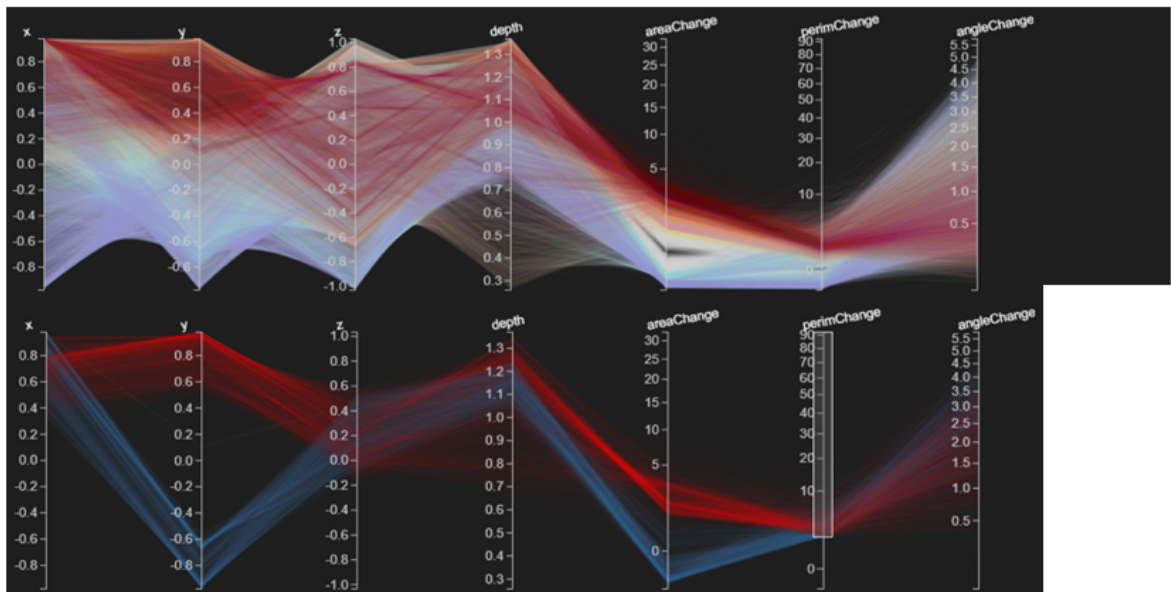 x y z depth areaChange perimChange angleChange
0.8 0.6 0.4 0.2 0.0 -0.2 -0.4 -0.6 -0.8
0.8 0.6 0.4 0.2 0.0 -0.2 -0.4 -0.6 -0.8
1.0 0.8 0.6 0.4 0.2 0.0 -0.2 -0.4 -0.6 -0.8 -1.0
1.3 1.2 1.1 1.0 0.9 0.8 0.7 0.6 0.5 0.4 0.3
30 25 20 15 10 5
90 80 70 60 50 40 30 20 10 0
5.5 5.0 4.5 4.0 3.5 3.0 2.5 2.0 1.5 1.0 0.5
x y z depth areaChange perimChange angleChange
0.8 0.6 0.4 0.2 0.0 -0.2 -0.4 -0.6 -0.8
0.8 0.6 0.4 0.2 0.0 -0.2 -0.4 -0.6 -0.8
1.0 0.8 0.6 0.4 0.2 0.0 -0.2 -0.4 -0.6 -0.8 -1.0
1.3 1.2 1.1 1.0 0.9 0.8 0.7 0.6 0.5 0.4 0.3
30 25 20 15 10 5 0
90 80 70 60 50 40 30 20 10 0
5.5 5.0 4.5 4.0 3.5 3.0 2.5 2.0 1.5 1.0 0.5